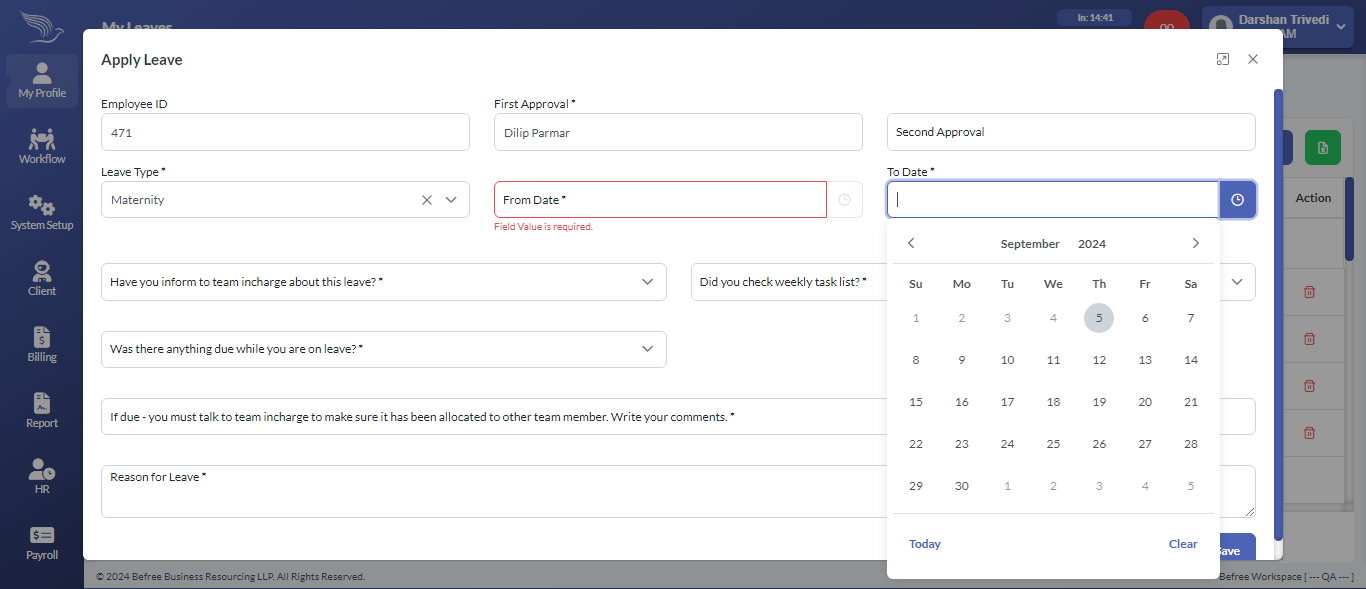 My Leaves
In: 14:41
Darshan Trivedi
AM
My Profile
Workflow
System Setup
Client
Billing
Report
HR
Payroll
Apply Leave
Employee ID
First Approval *
471
Dilip Parmar
Second Approval
Leave Type *
To Date *
Maternity
From Date *
Field Value is required.
Action
September 2024
Su Mo Tu We Th Fr Sa
1 2 3 4 5 6 7
8 9 10 11 12 13 14
15 16 17 18 19 20 21
22 23 24 25 26 27 28
29 30 1 2 3 4 5
Today Clear
Have you inform to team incharge about this leave? *
Did you check weekly task list? *
Was there anything due while you are on leave? *
If due - you must talk to team incharge to make sure it has been allocated to other team member. Write your comments. *
Reason for Leave *
Save
© 2024 Befree Business Resourcing LLP. All Rights Reserved.
Befree Workspace [ --- QA --- ]